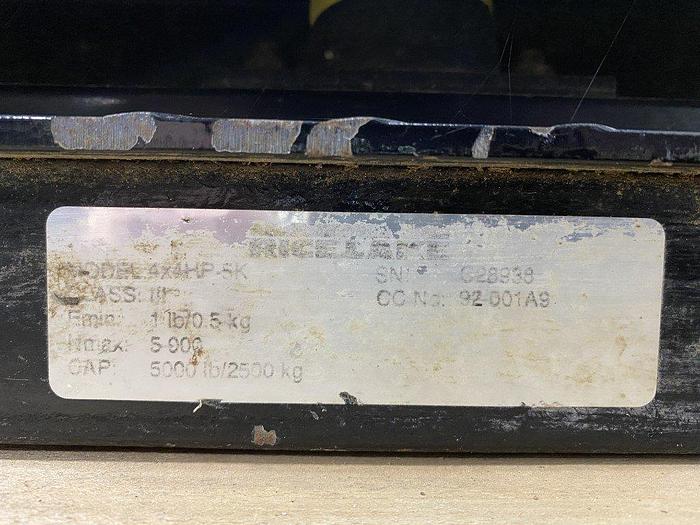 RICE LAKE
MODEL 4X4HP-5K SN: C28938
CLASS: III CC No: 92-001A9
Emin: 1 lb/0.5 kg
Nmax: 5 000
CAP: 5000 lb/2500 kg